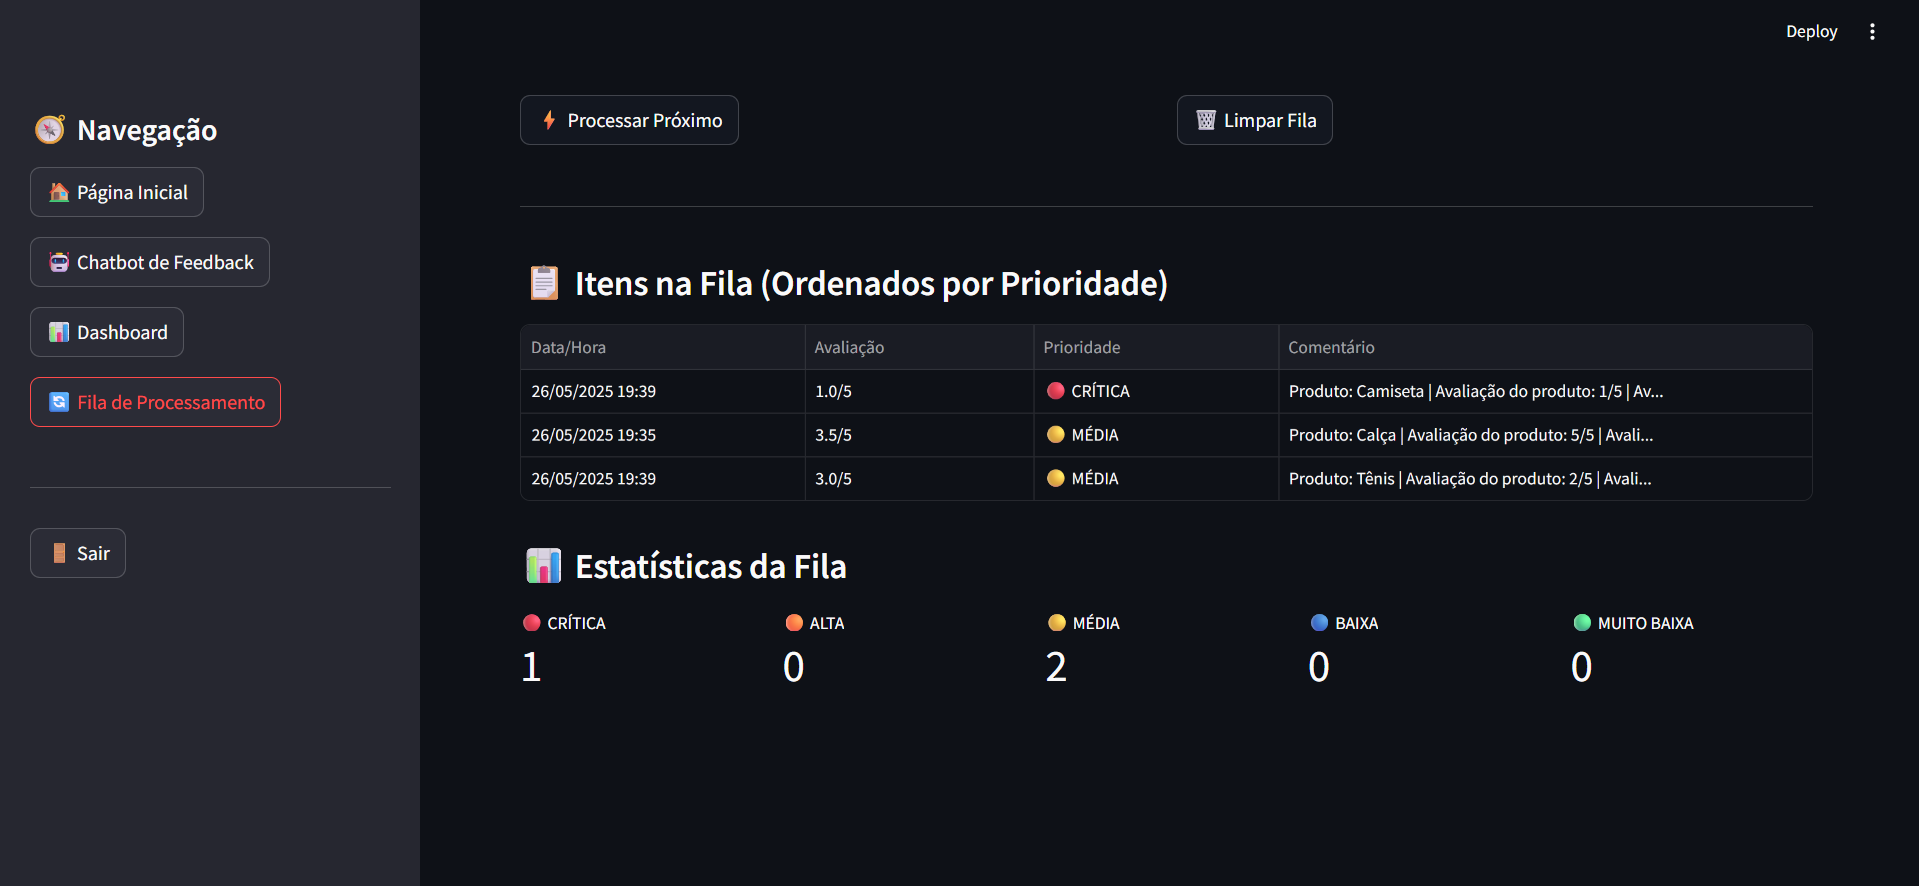 Deploy
Navegação
Página Inicial
Chatbot de Feedback
Dashboard
Fila de Processamento
Sair
Processar Próximo
Limpar Fila
Itens na Fila (Ordenados por Prioridade)
Data/Hora Avaliação Prioridade Comentário
26/05/2025 19:39 1.0/5 CRÍTICA Produto: Camiseta | Avaliação do produto: 1/5 | Av...
26/05/2025 19:35 3.5/5 MÉDIA Produto: Calça | Avaliação do produto: 5/5 | Avali...
26/05/2025 19:39 3.0/5 MÉDIA Produto: Tênis | Avaliação do produto: 2/5 | Avali...
Estatísticas da Fila
CRÍTICA ALTA MÉDIA BAIXA MUITO BAIXA
1 0 2 0 0